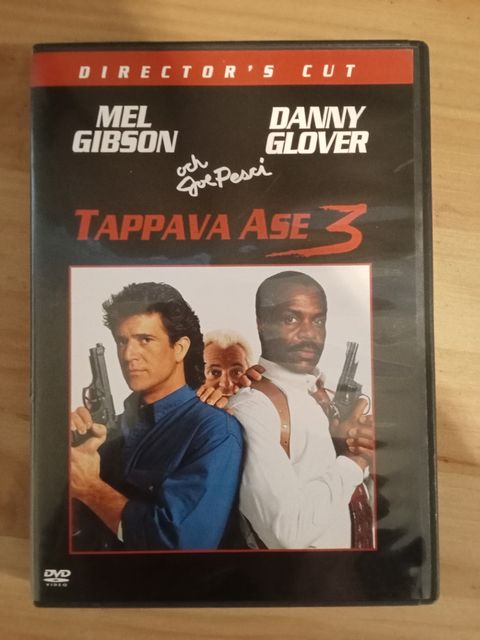 DIRECTOR'S CUT
MEL
GIBSON
DANNY
GLOVER
och
Joe Pesci
TAPPAVA ASE 3
DVD
VIDEO